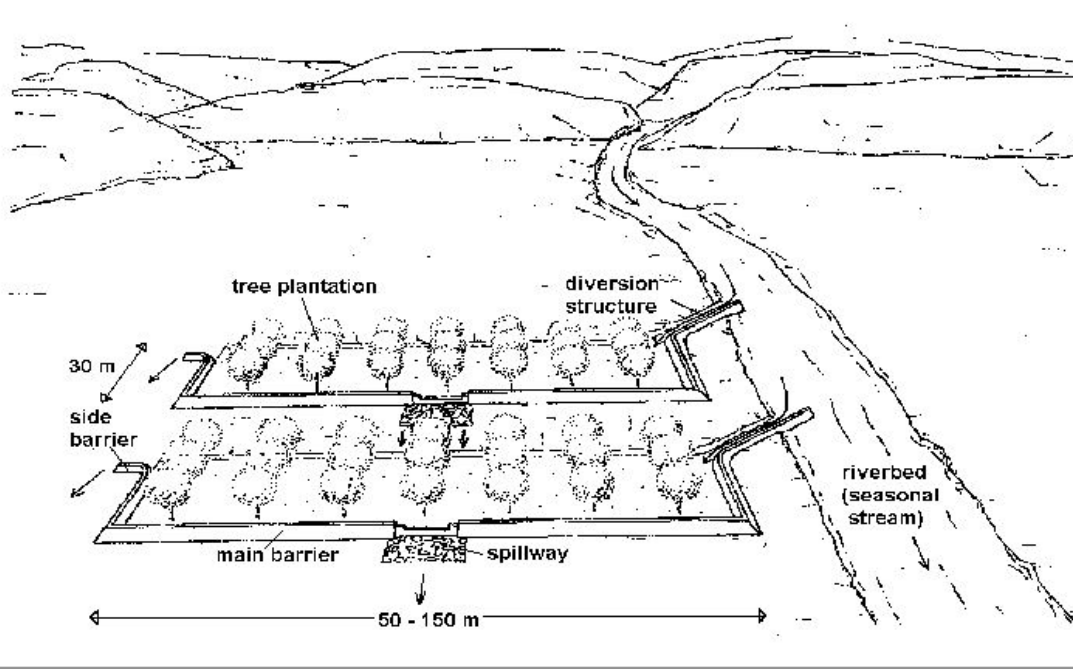 tree plantation
diversion
structure
30 m
side
barrier
riverbed
(seasonal
stream)
main barrier
spillway
50 - 150 m